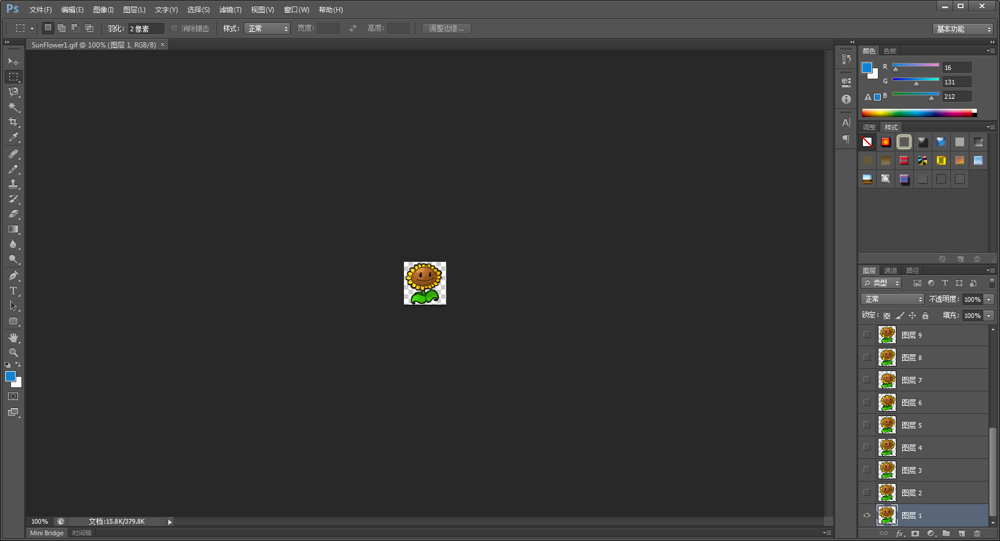 Ps 文件(F) 编辑(E) 图像(I) 图层(L) 文字(Y) 选择(S) 滤镜(T) 视图(V) 窗口(W) 帮助(H)
羽化: 2 像素 消除锯齿 样式: 正常 宽度: 高度: 调整边缘... 基本功能
SunFlower1.gif @ 100% (图层 1, RGB/8) ×
颜色 色板
R 16
G 131
B 212
调整 样式
图层 通道 路径
类型
正常 不透明度: 100%
锁定: 填充: 100%
图层 9
图层 8
图层 7
图层 6
图层 5
图层 4
图层 3
图层 2
图层 1
fx
100% 文档:15.8K/379.8K
Mini Bridge 时间轴